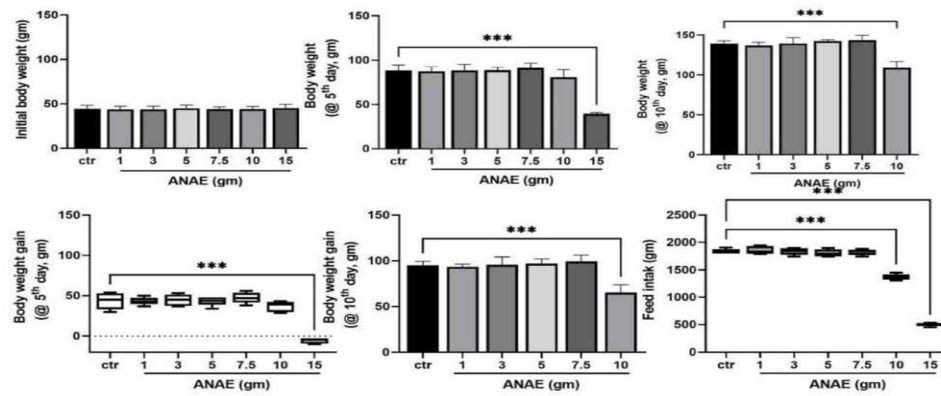 Initial body weight (gm)
150
100
50
0
ctr 1 3 5 7.5 10 15
ANAE (gm)
Body weight
(@ 5th day, gm)
150
100
50
0
***
ctr 1 3 5 7.5 10 15
ANAE (gm)
Body weight
(@ 10th day, gm)
150
100
50
0
***
ctr 1 3 5 7.5 10
ANAE (gm)
Body weight gain
(@ 5th day, gm)
150
100
50
0
***
ctr 1 3 5 7.5 10 15
ANAE (gm)
Body weight gain
(@ 10th day, gm)
150
100
50
0
***
ctr 1 3 5 7.5 10
ANAE (gm)
Feed intak (gm)
2500
2000
1500
1000
500
0
***
***
ctr 1 3 5 7.5 10 15
ANAE (gm)